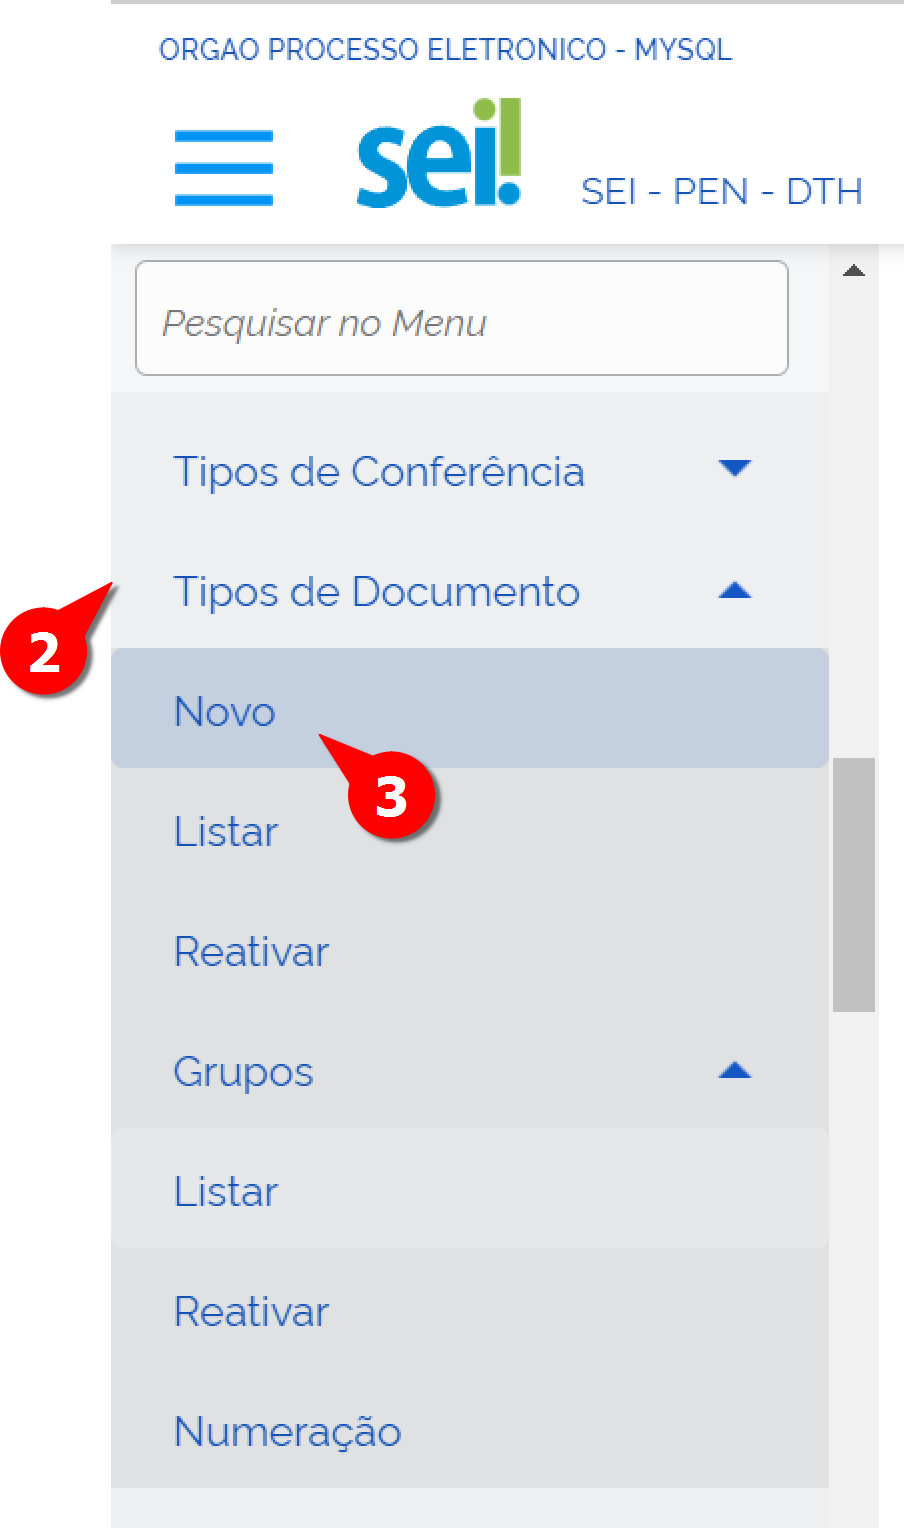 ORGAO PROCESSO ELETRONICO - MYSQL
sei!
SEI - PEN - DTH
Pesquisar no Menu
Tipos de Conferência
Tipos de Documento
2
Novo
3
Listar
Reativar
Grupos
Listar
Reativar
Numeração